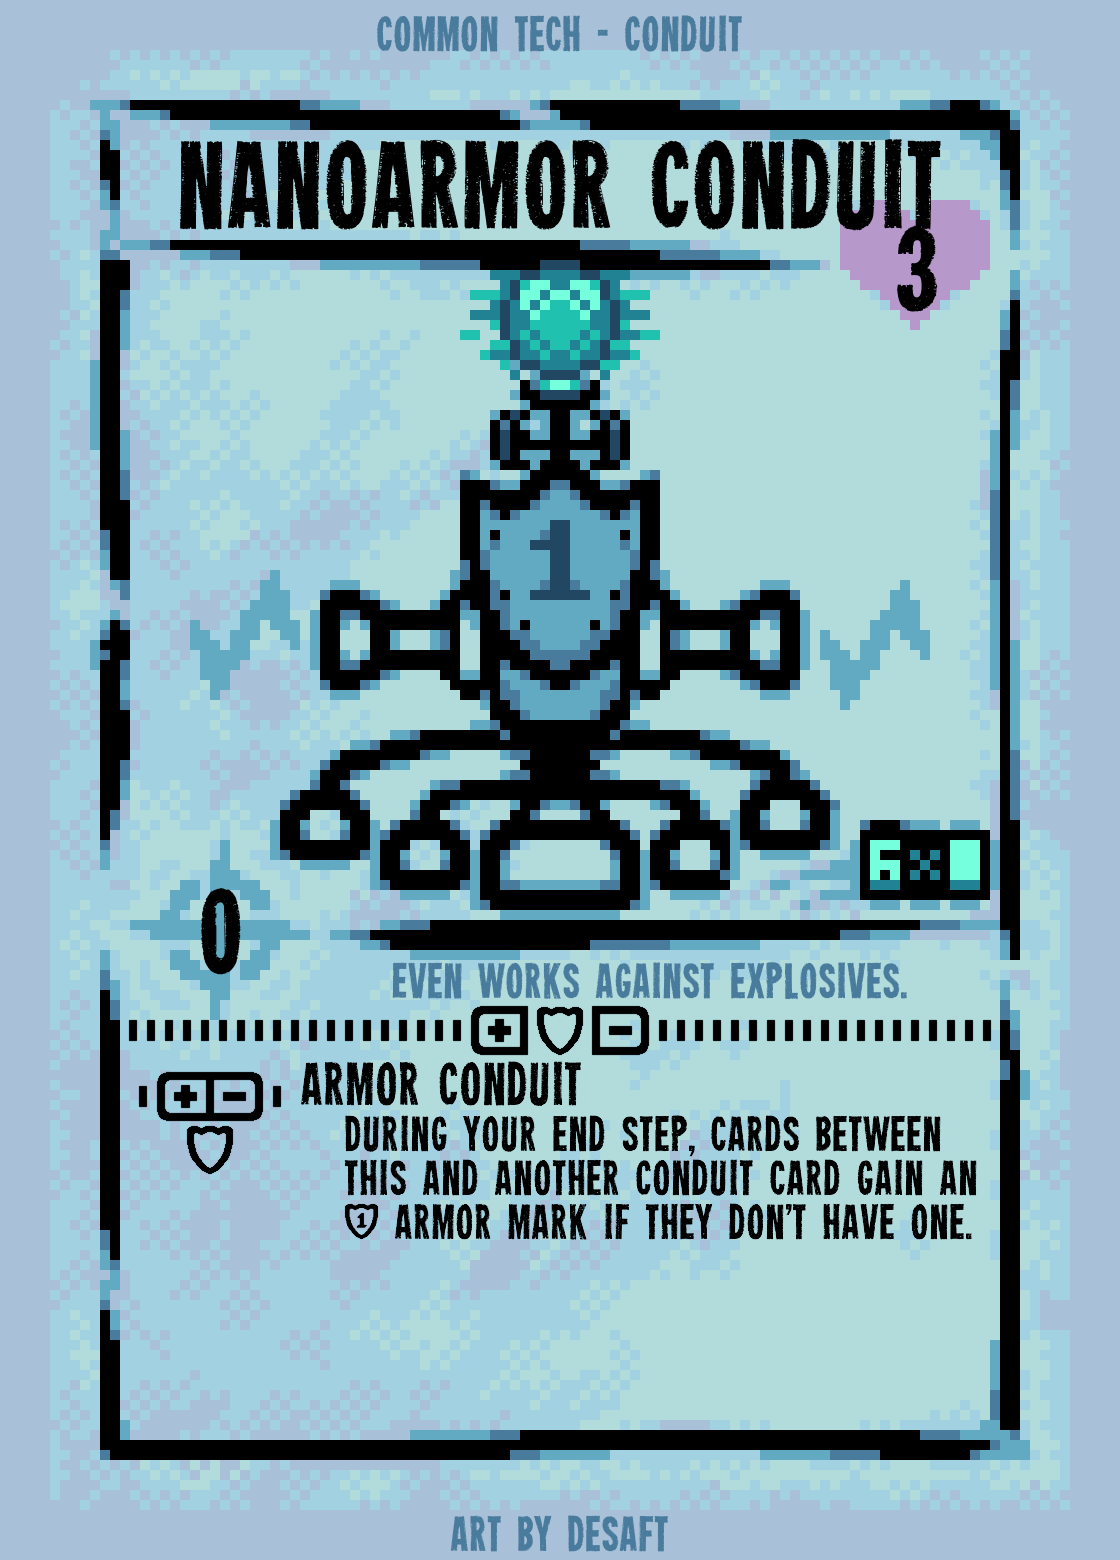 COMMON TECH - CONDUIT
NANOARMOR CONDUIT
3
1
6 X
0
EVEN WORKS AGAINST EXPLOSIVES.
+ -
+ - ARMOR CONDUIT
DURING YOUR END STEP, CARDS BETWEEN
THIS AND ANOTHER CONDUIT CARD GAIN AN
1 ARMOR MARK IF THEY DON'T HAVE ONE.
ART BY DESAFT